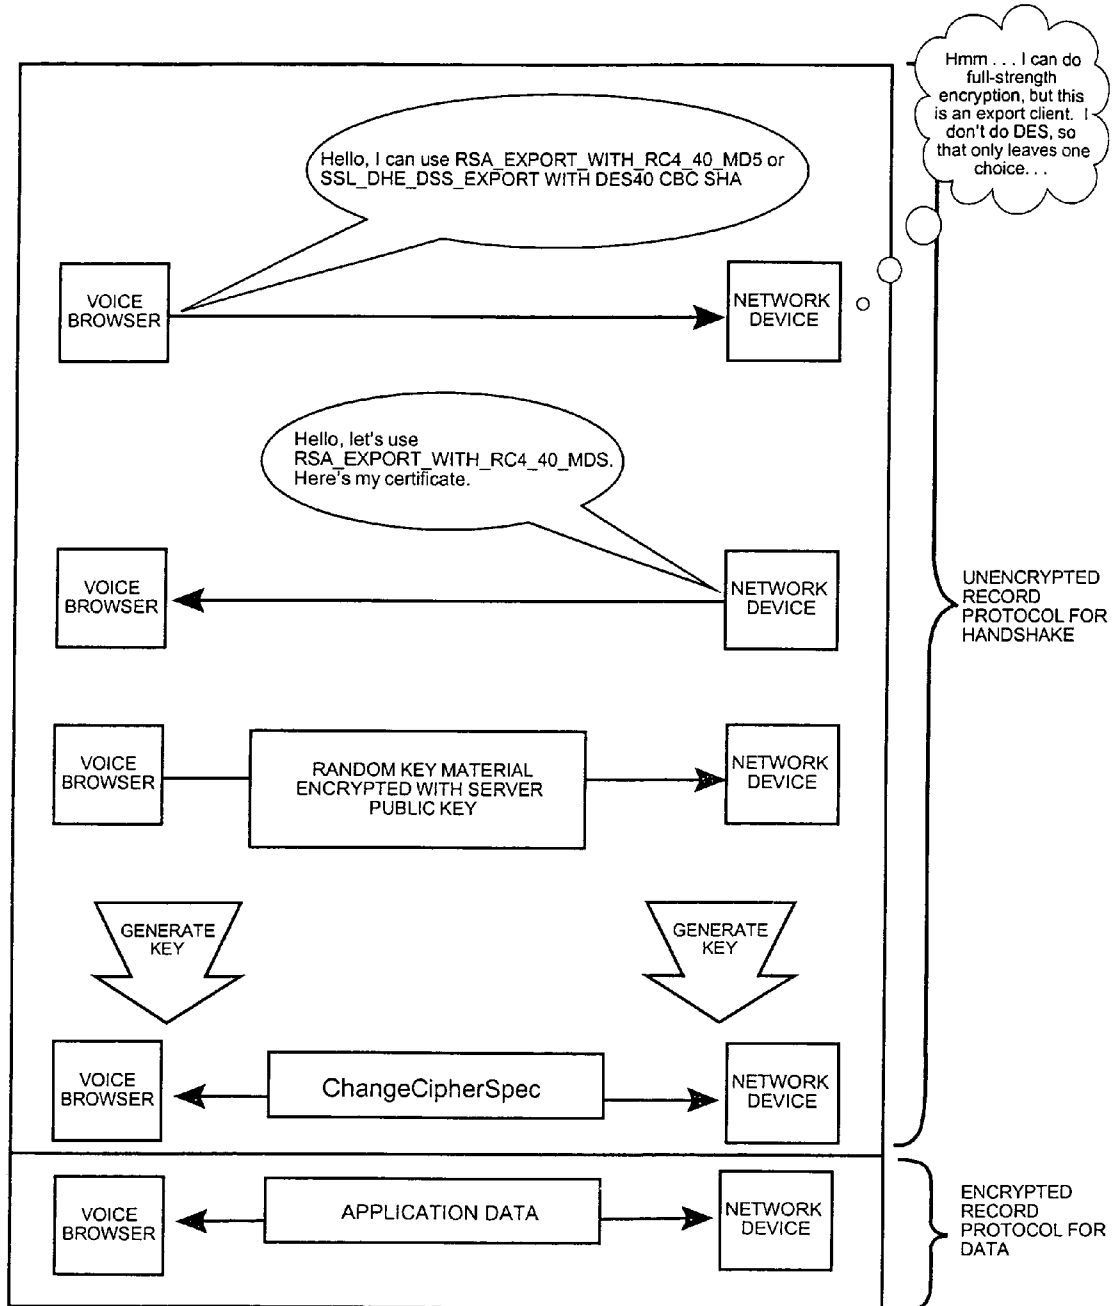 Hmm . . . I can do
full-strength
encryption, but this
is an export client. I
don't do DES, so
that only leaves one
choice. . .
Hello, I can use RSA_EXPORT_WITH_RC4_40_MD5 or
SSL_DHE_DSS_EXPORT WITH DES40 CBC SHA
VOICE
BROWSER
NETWORK
DEVICE
Hello, let's use
RSA_EXPORT_WITH_RC4_40_MDS.
Here's my certificate.
VOICE
BROWSER
NETWORK
DEVICE
UNENCRYPTED
RECORD
PROTOCOL FOR
HANDSHAKE
VOICE
BROWSER
RANDOM KEY MATERIAL
ENCRYPTED WITH SERVER
PUBLIC KEY
NETWORK
DEVICE
GENERATE
KEY
GENERATE
KEY
VOICE
BROWSER
ChangeCipherSpec
NETWORK
DEVICE
VOICE
BROWSER
APPLICATION DATA
NETWORK
DEVICE
ENCRYPTED
RECORD
PROTOCOL FOR
DATA